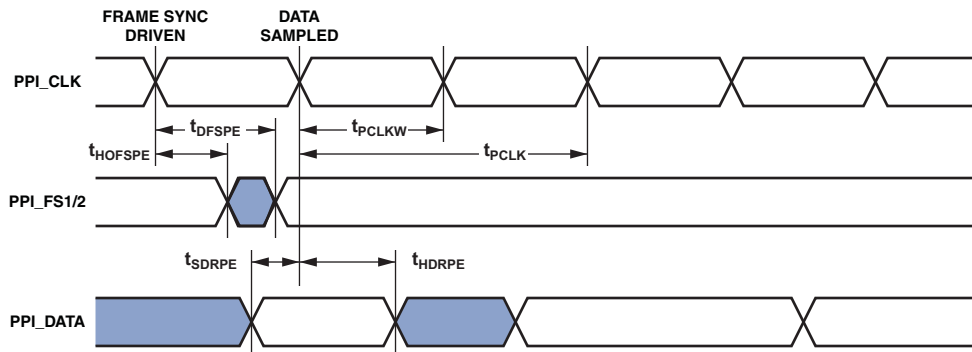 FRAME SYNC
DRIVEN
DATA
SAMPLED
PPI_CLK
tDFSPE
tPCLKW
tHOFSPE
tPCLK
PPI_FS1/2
tSDRPE
tHDRPE
PPI_DATA